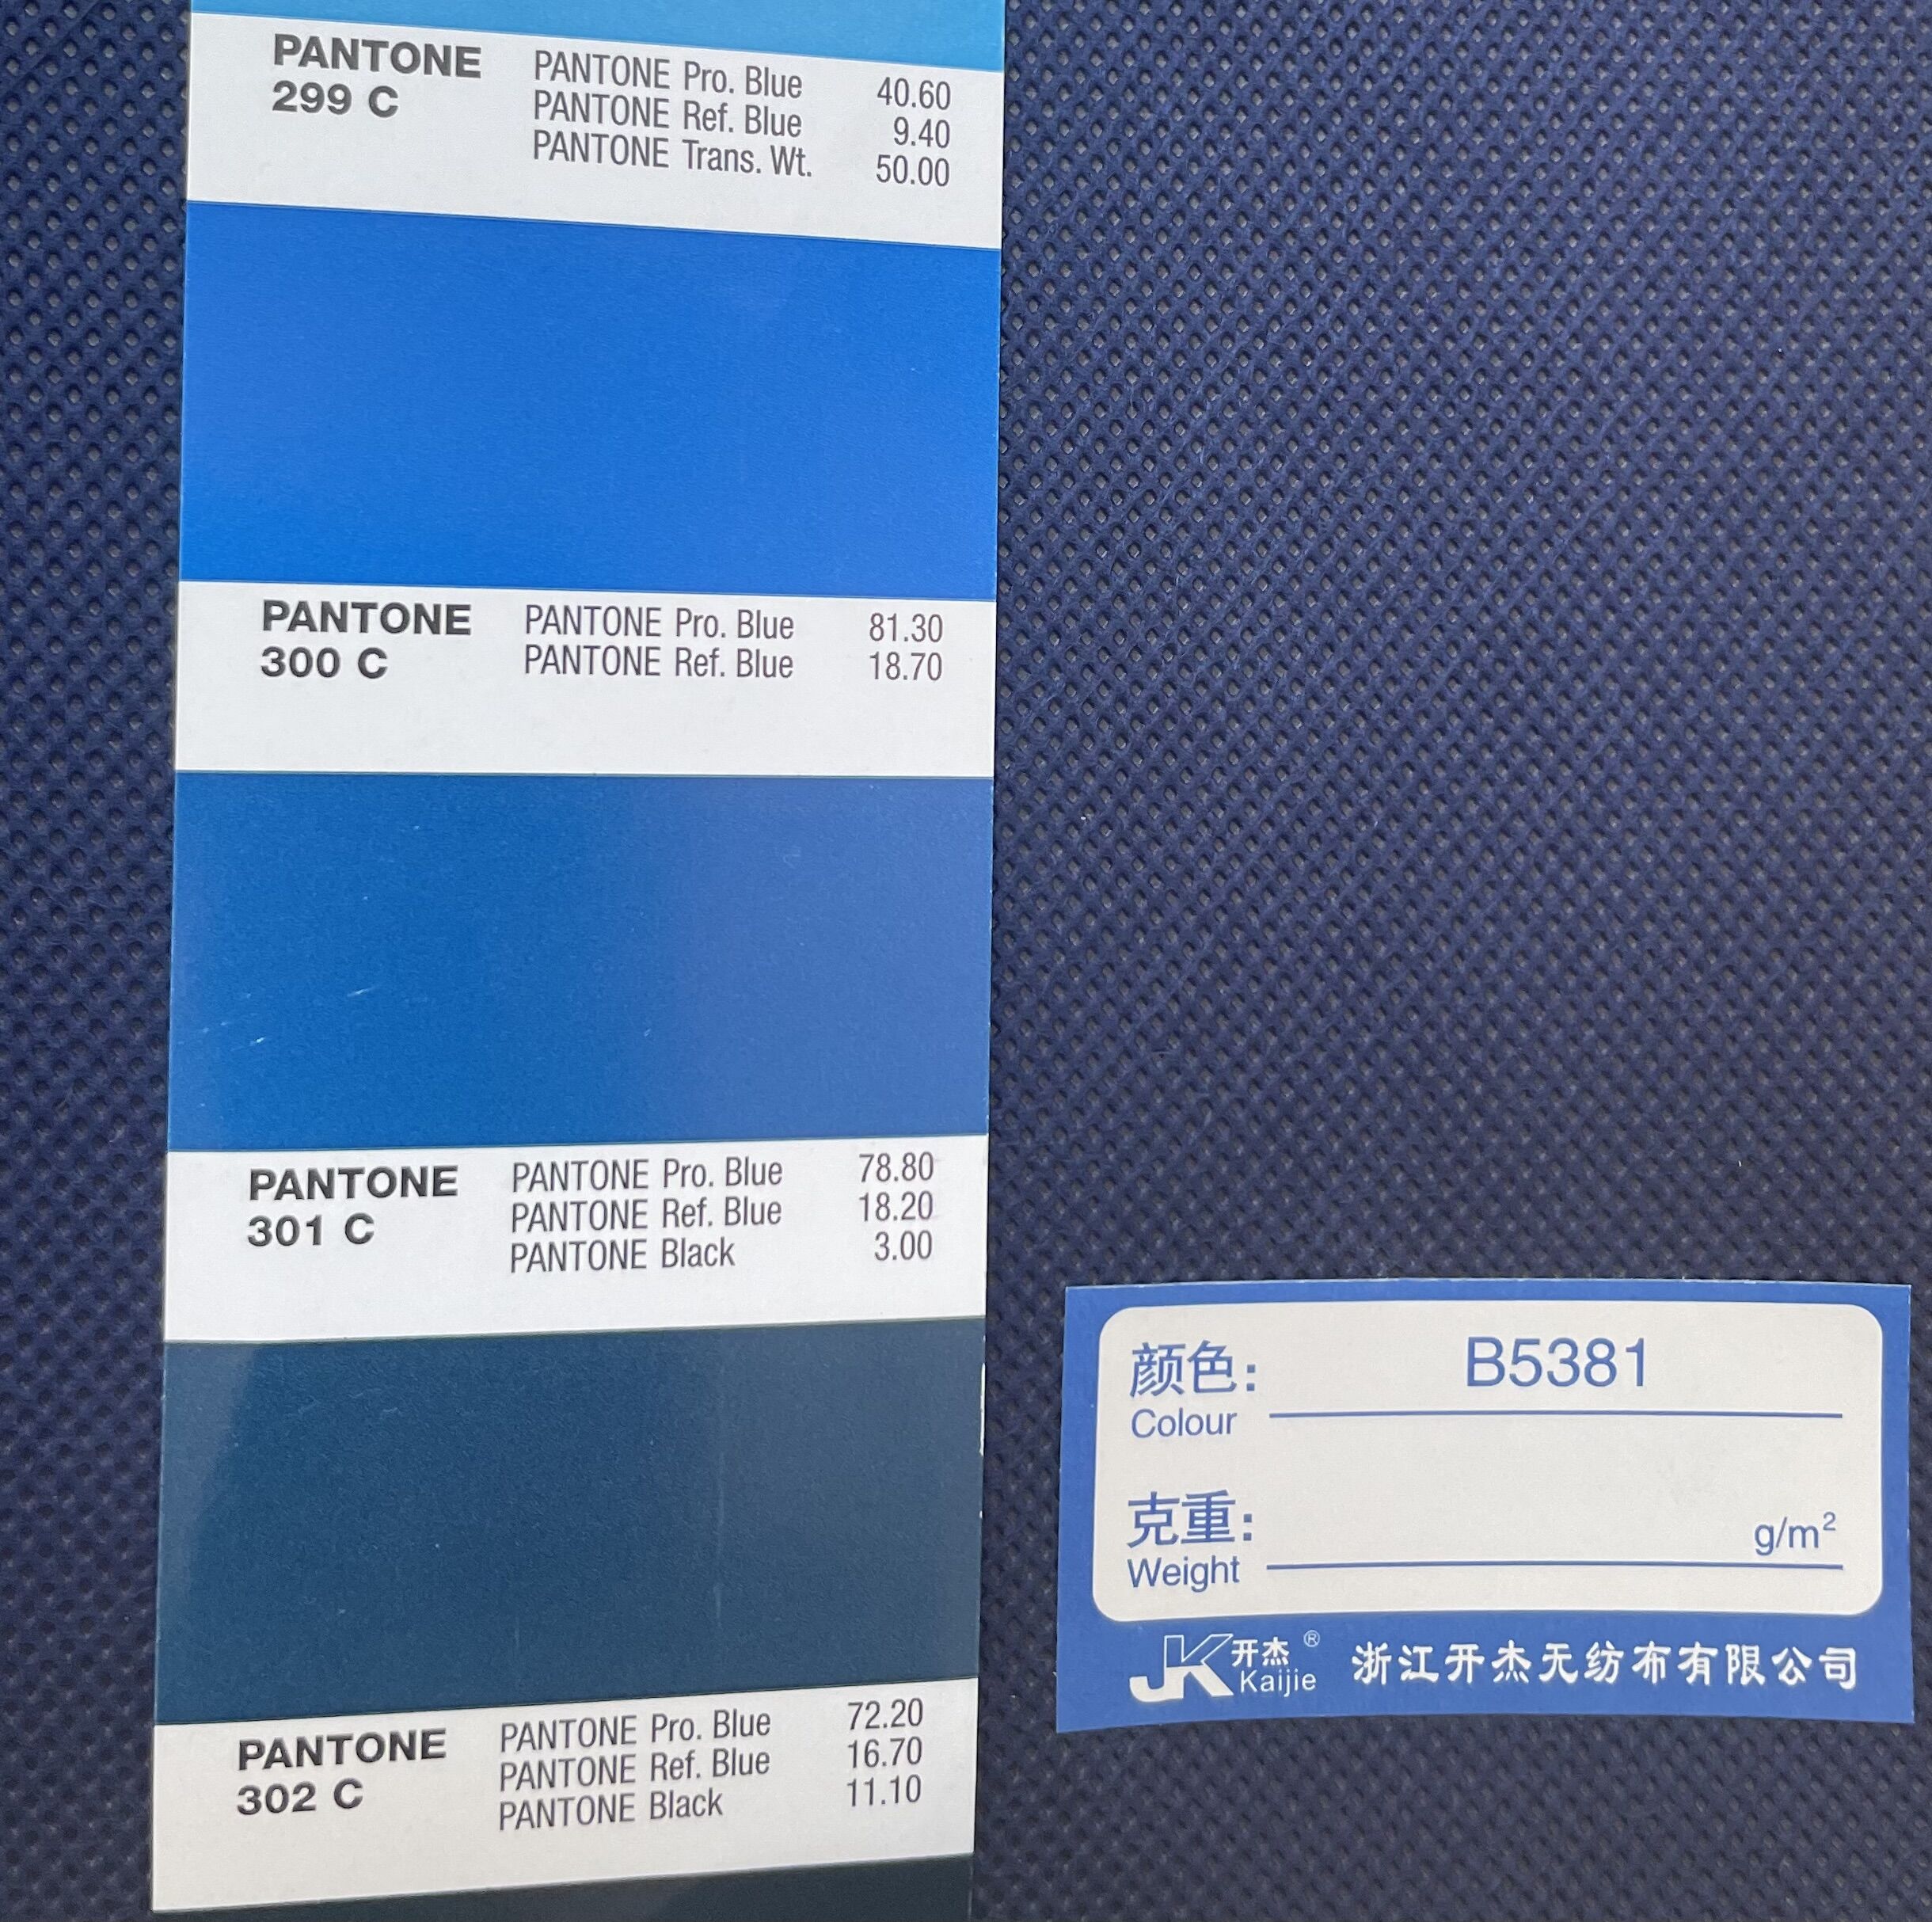 PANTONE
299 C
PANTONE Pro. Blue 40.60
PANTONE Ref. Blue 9.40
PANTONE Trans. Wt. 50.00
PANTONE
300 C
PANTONE Pro. Blue 81.30
PANTONE Ref. Blue 18.70
PANTONE
301 C
PANTONE Pro. Blue 78.80
PANTONE Ref. Blue 18.20
PANTONE Black 3.00
PANTONE
302 C
PANTONE Pro. Blue 72.20
PANTONE Ref. Blue 16.70
PANTONE Black 11.10
颜色: B5381
Colour
克重: g/m²
Weight
JK 开杰® Kaijie 浙江开杰无纺布有限公司